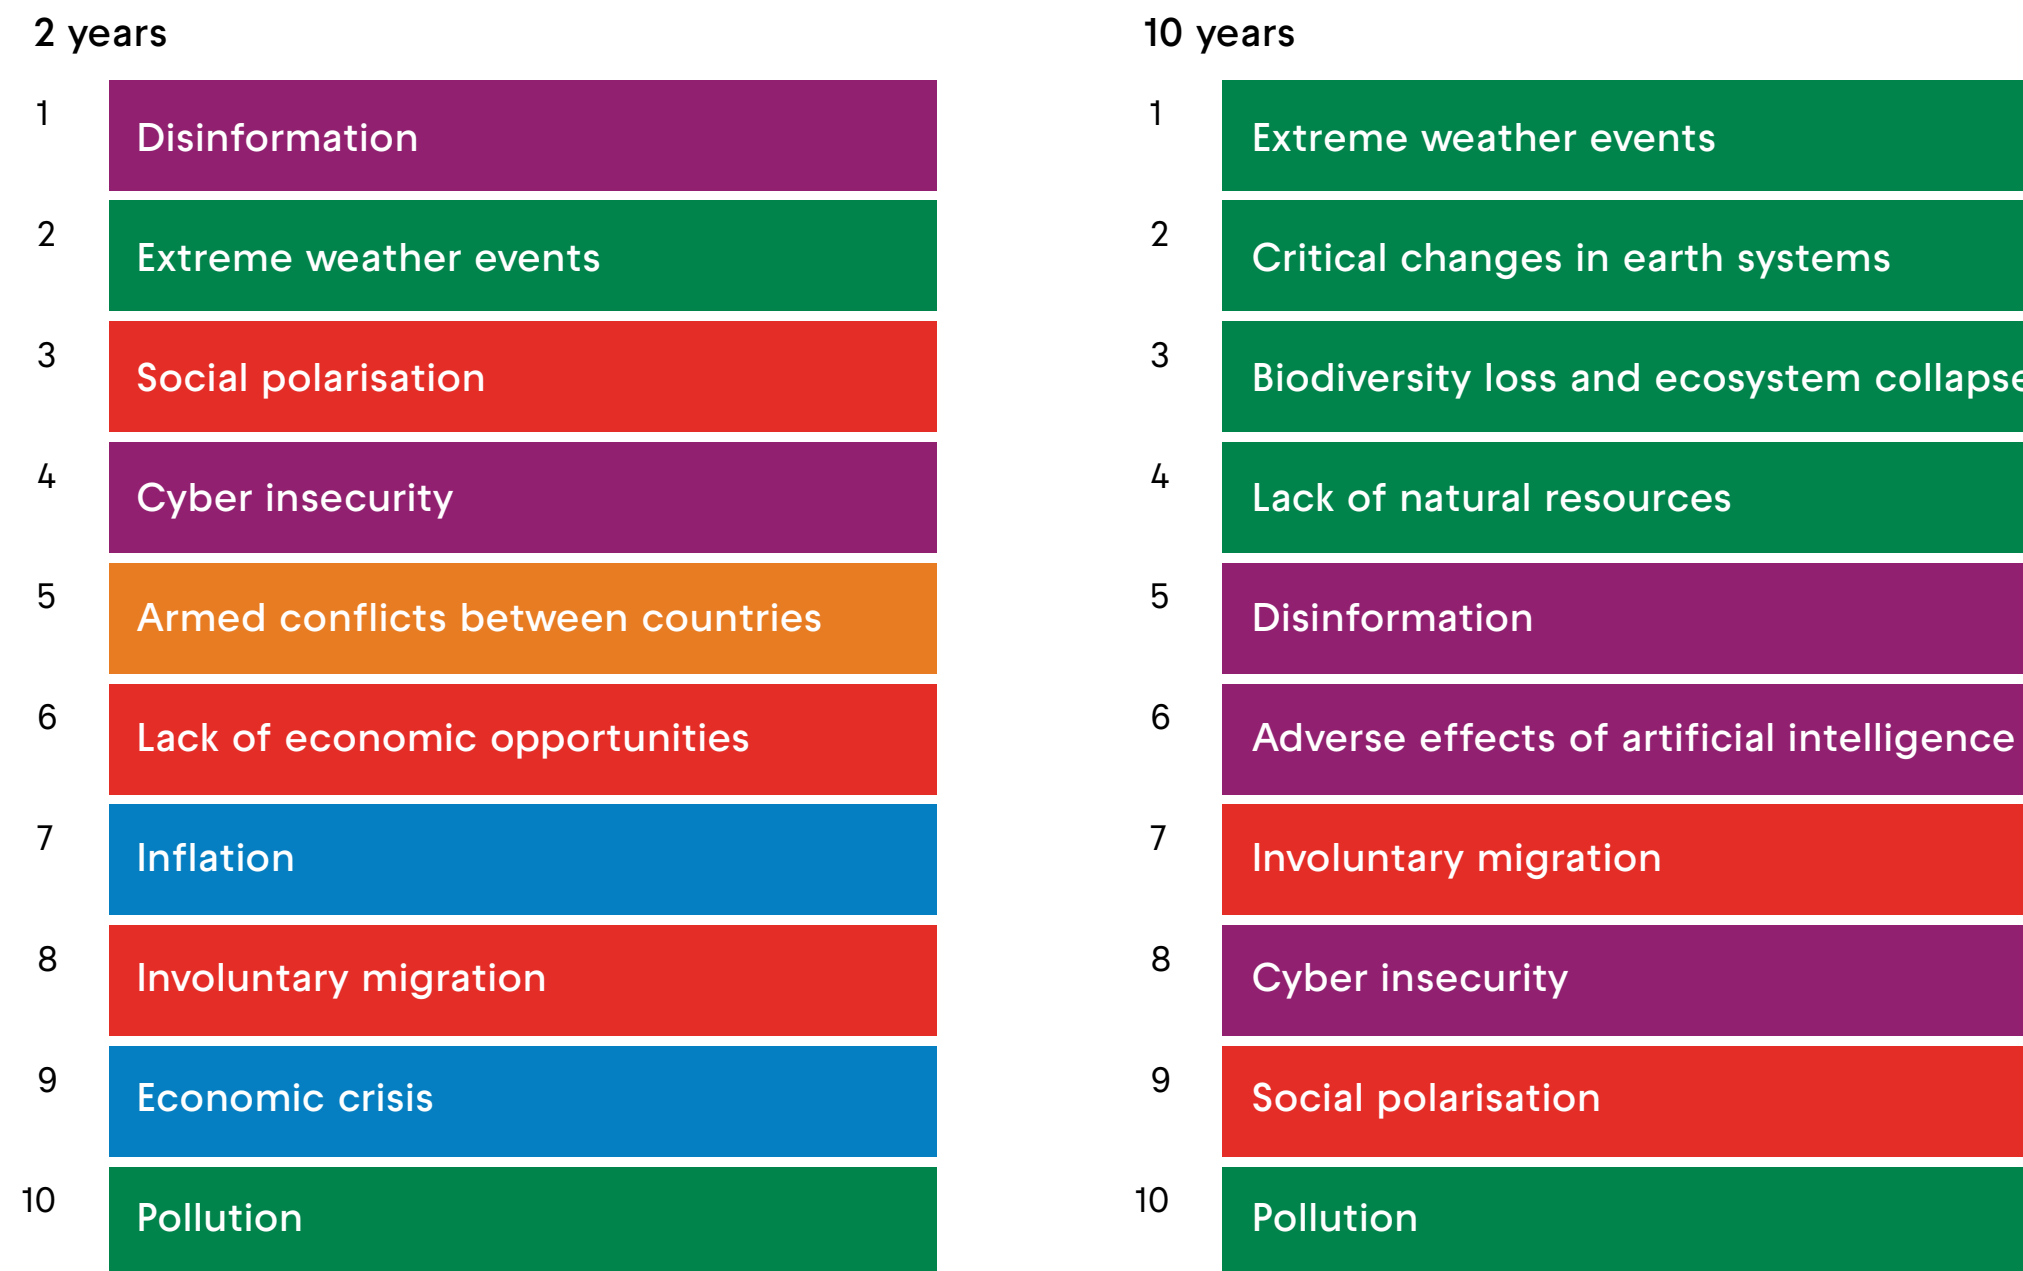 2 years
1
Disinformation
2
Extreme weather events
3
Social polarisation
4
Cyber insecurity
5
Armed conflicts between countries
6
Lack of economic opportunities
7
Inflation
8
Involuntary migration
9
Economic crisis
10
Pollution
10 years
1
Extreme weather events
2
Critical changes in earth systems
3
Biodiversity loss and ecosystem collapse
4
Lack of natural resources
5
Disinformation
6
Adverse effects of artificial intelligence
7
Involuntary migration
8
Cyber insecurity
9
Social polarisation
10
Pollution